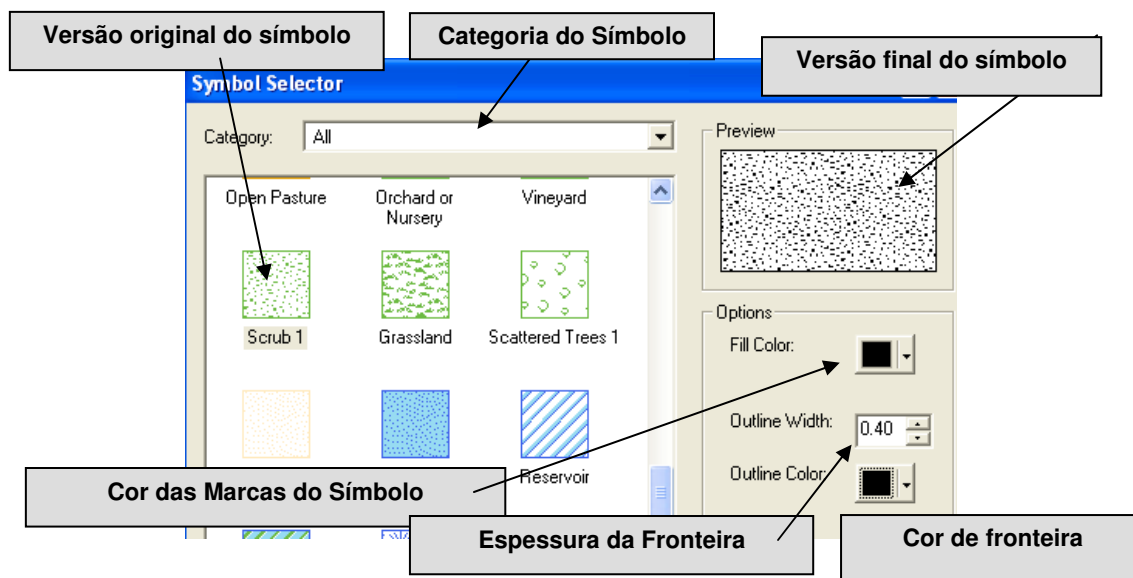 Versão original do símbolo
Categoria do Símbolo
Versão final do símbolo
Symbol Selector
Category:
All
Preview
Open Pasture
Orchard or
Nursery
Vineyard
Scrub 1
Grassland
Scattered Trees 1
Options
Fill Color:
Outline Width:
0.40
Outline Color:
Reservoir
Cor das Marcas do Símbolo
Espessura da Fronteira
Cor de fronteira